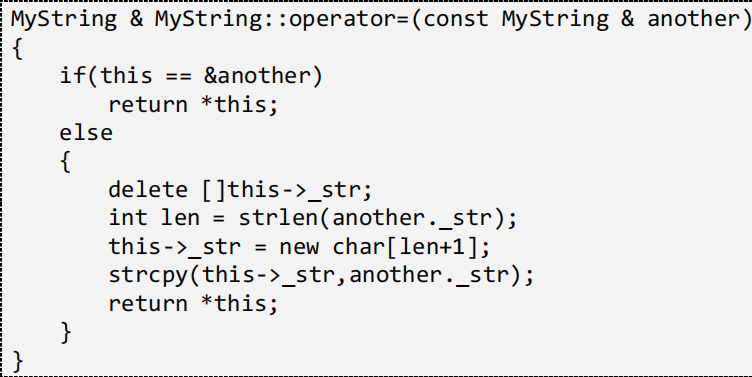 MyString & MyString::operator=(const MyString & another)
{
    if(this == &another)
        return *this;
    else
    {
        delete []this->_str;
        int len = strlen(another._str);
        this->_str = new char[len+1];
        strcpy(this->_str,another._str);
        return *this;
    }
}